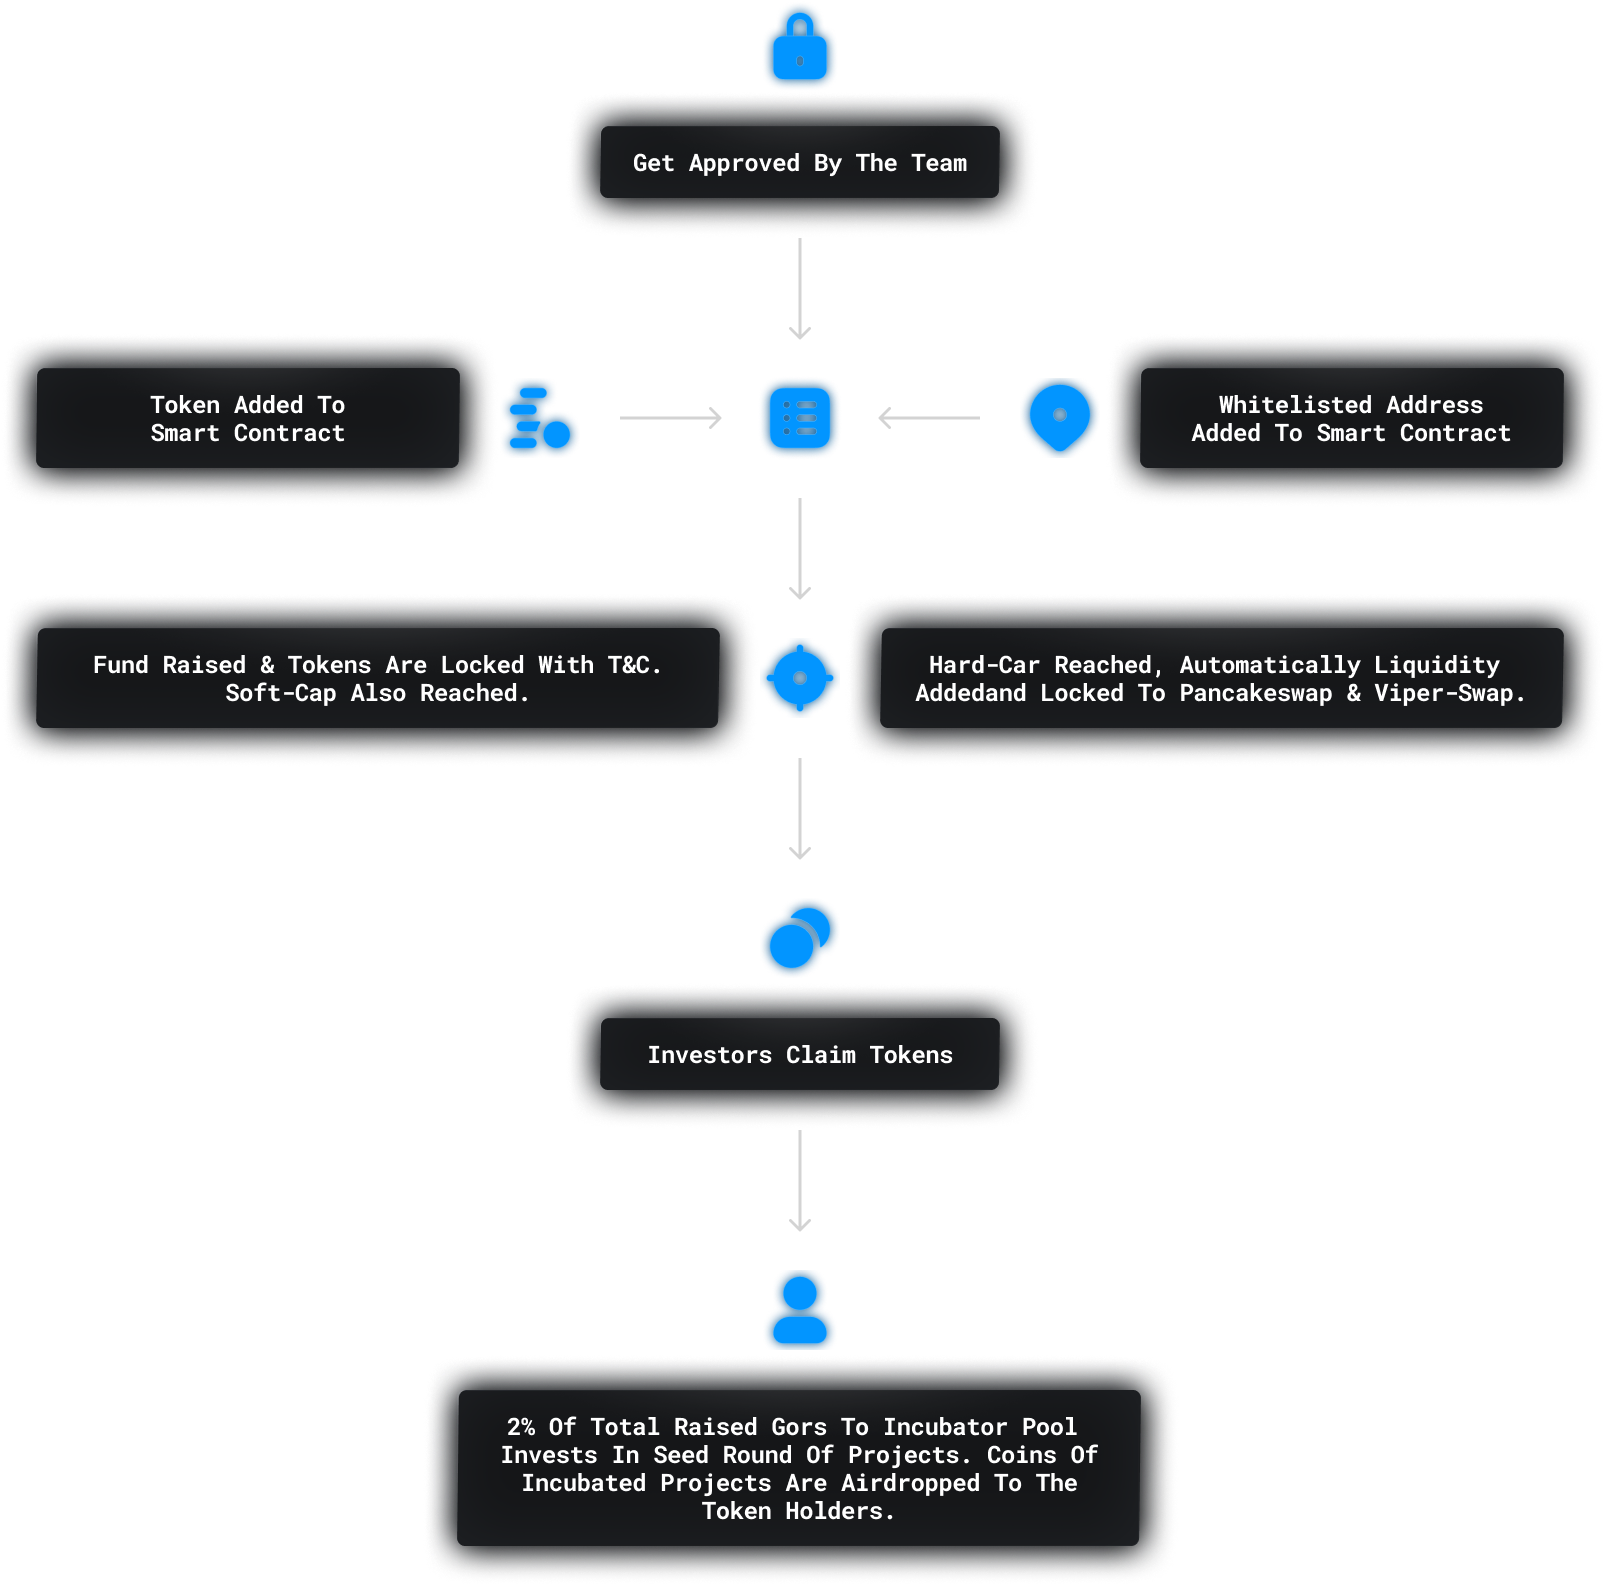 Get Approved By The Team
Token Added To
Smart Contract
Whitelisted Address
Added To Smart Contract
Fund Raised & Tokens Are Locked With T&C.
Soft-Cap Also Reached.
Hard-Car Reached, Automatically Liquidity
Addedand Locked To Pancakeswap & Viper-Swap.
Investors Claim Tokens
2% Of Total Raised Gors To Incubator Pool
Invests In Seed Round Of Projects. Coins Of
Incubated Projects Are Airdropped To The
Token Holders.